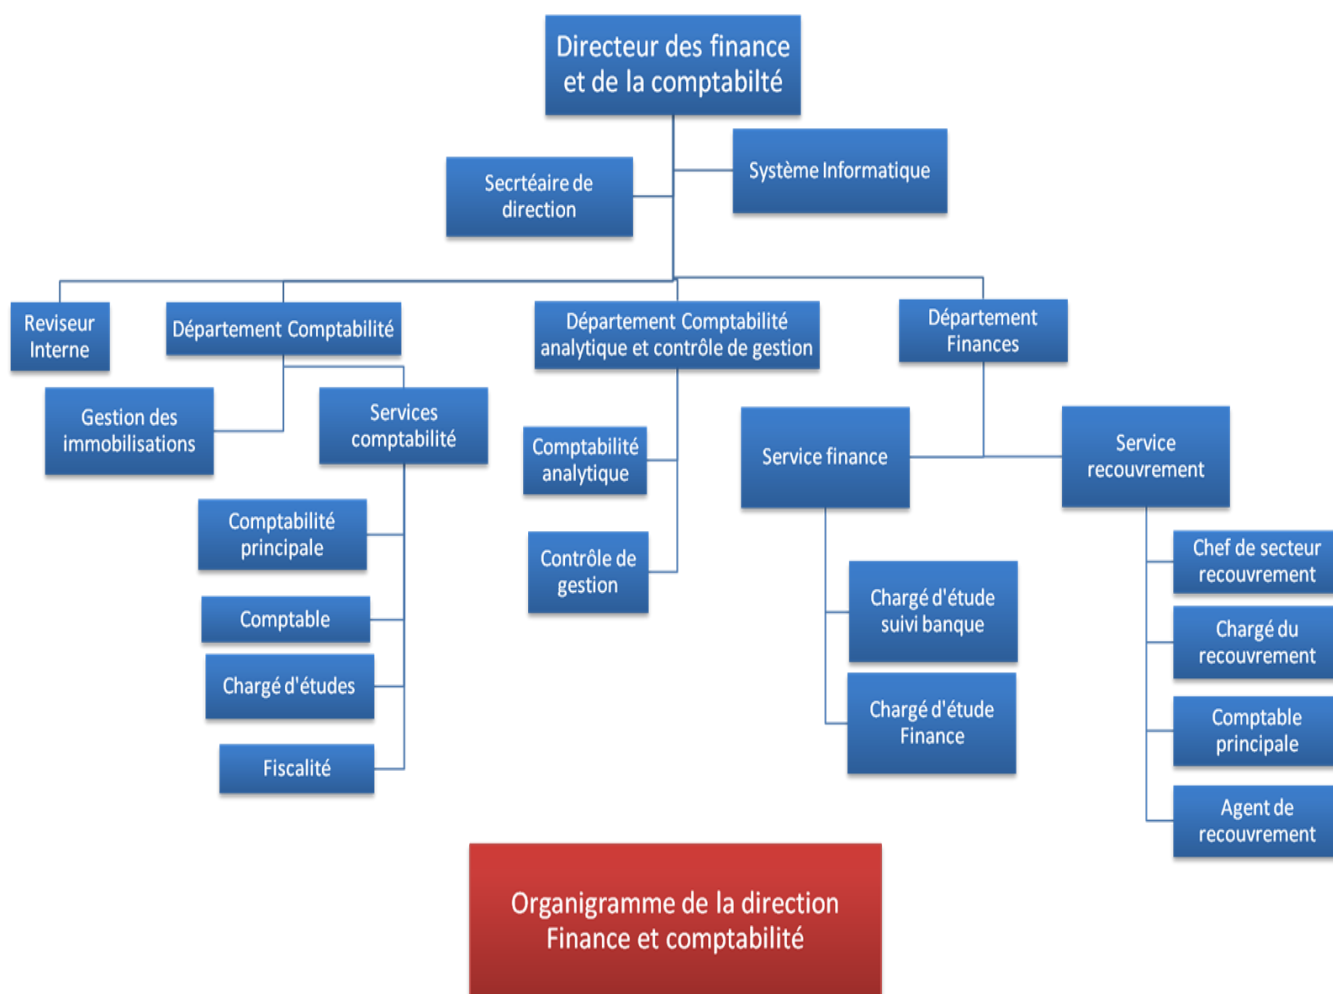 Directeur des finance
et de la comptabilté
Système Informatique
Secrtéaire de
direction
Reviseur
Interne
Département Comptabilité
Département Comptabilité
analytique et contrôle de gestion
Département
Finances
Gestion des
immobilisations
Services
comptabilité
Comptabilité
analytique
Service finance
Service
recouvrement
Comptabilité
principale
Contrôle de
gestion
Chef de secteur
recouvrement
Comptable
Chargé d'étude
suivi banque
Chargé du
recouvrement
Chargé d'études
Chargé d'étude
Finance
Comptable
principale
Fiscalité
Agent de
recouvrement
Organigramme de la direction
Finance et comptabilité